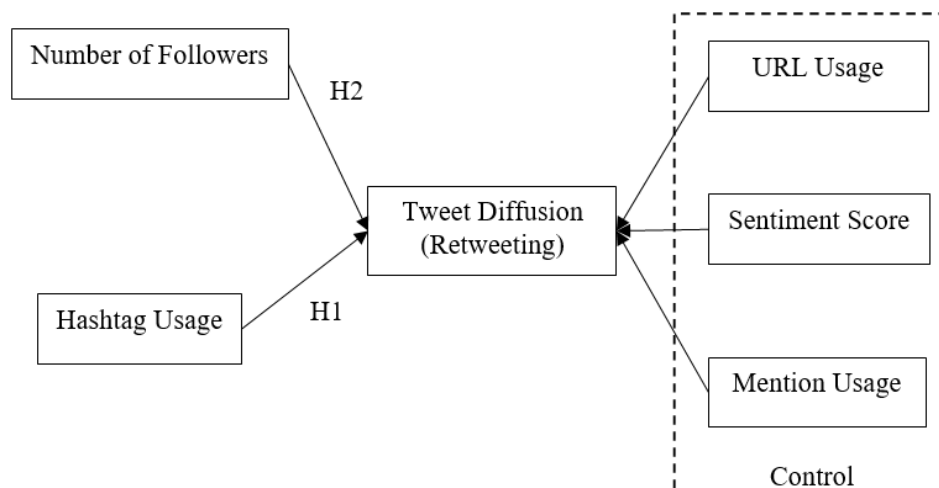 Number of Followers
H2
Hashtag Usage
H1
Tweet Diffusion
(Retweeting)
URL Usage
Sentiment Score
Mention Usage
Control